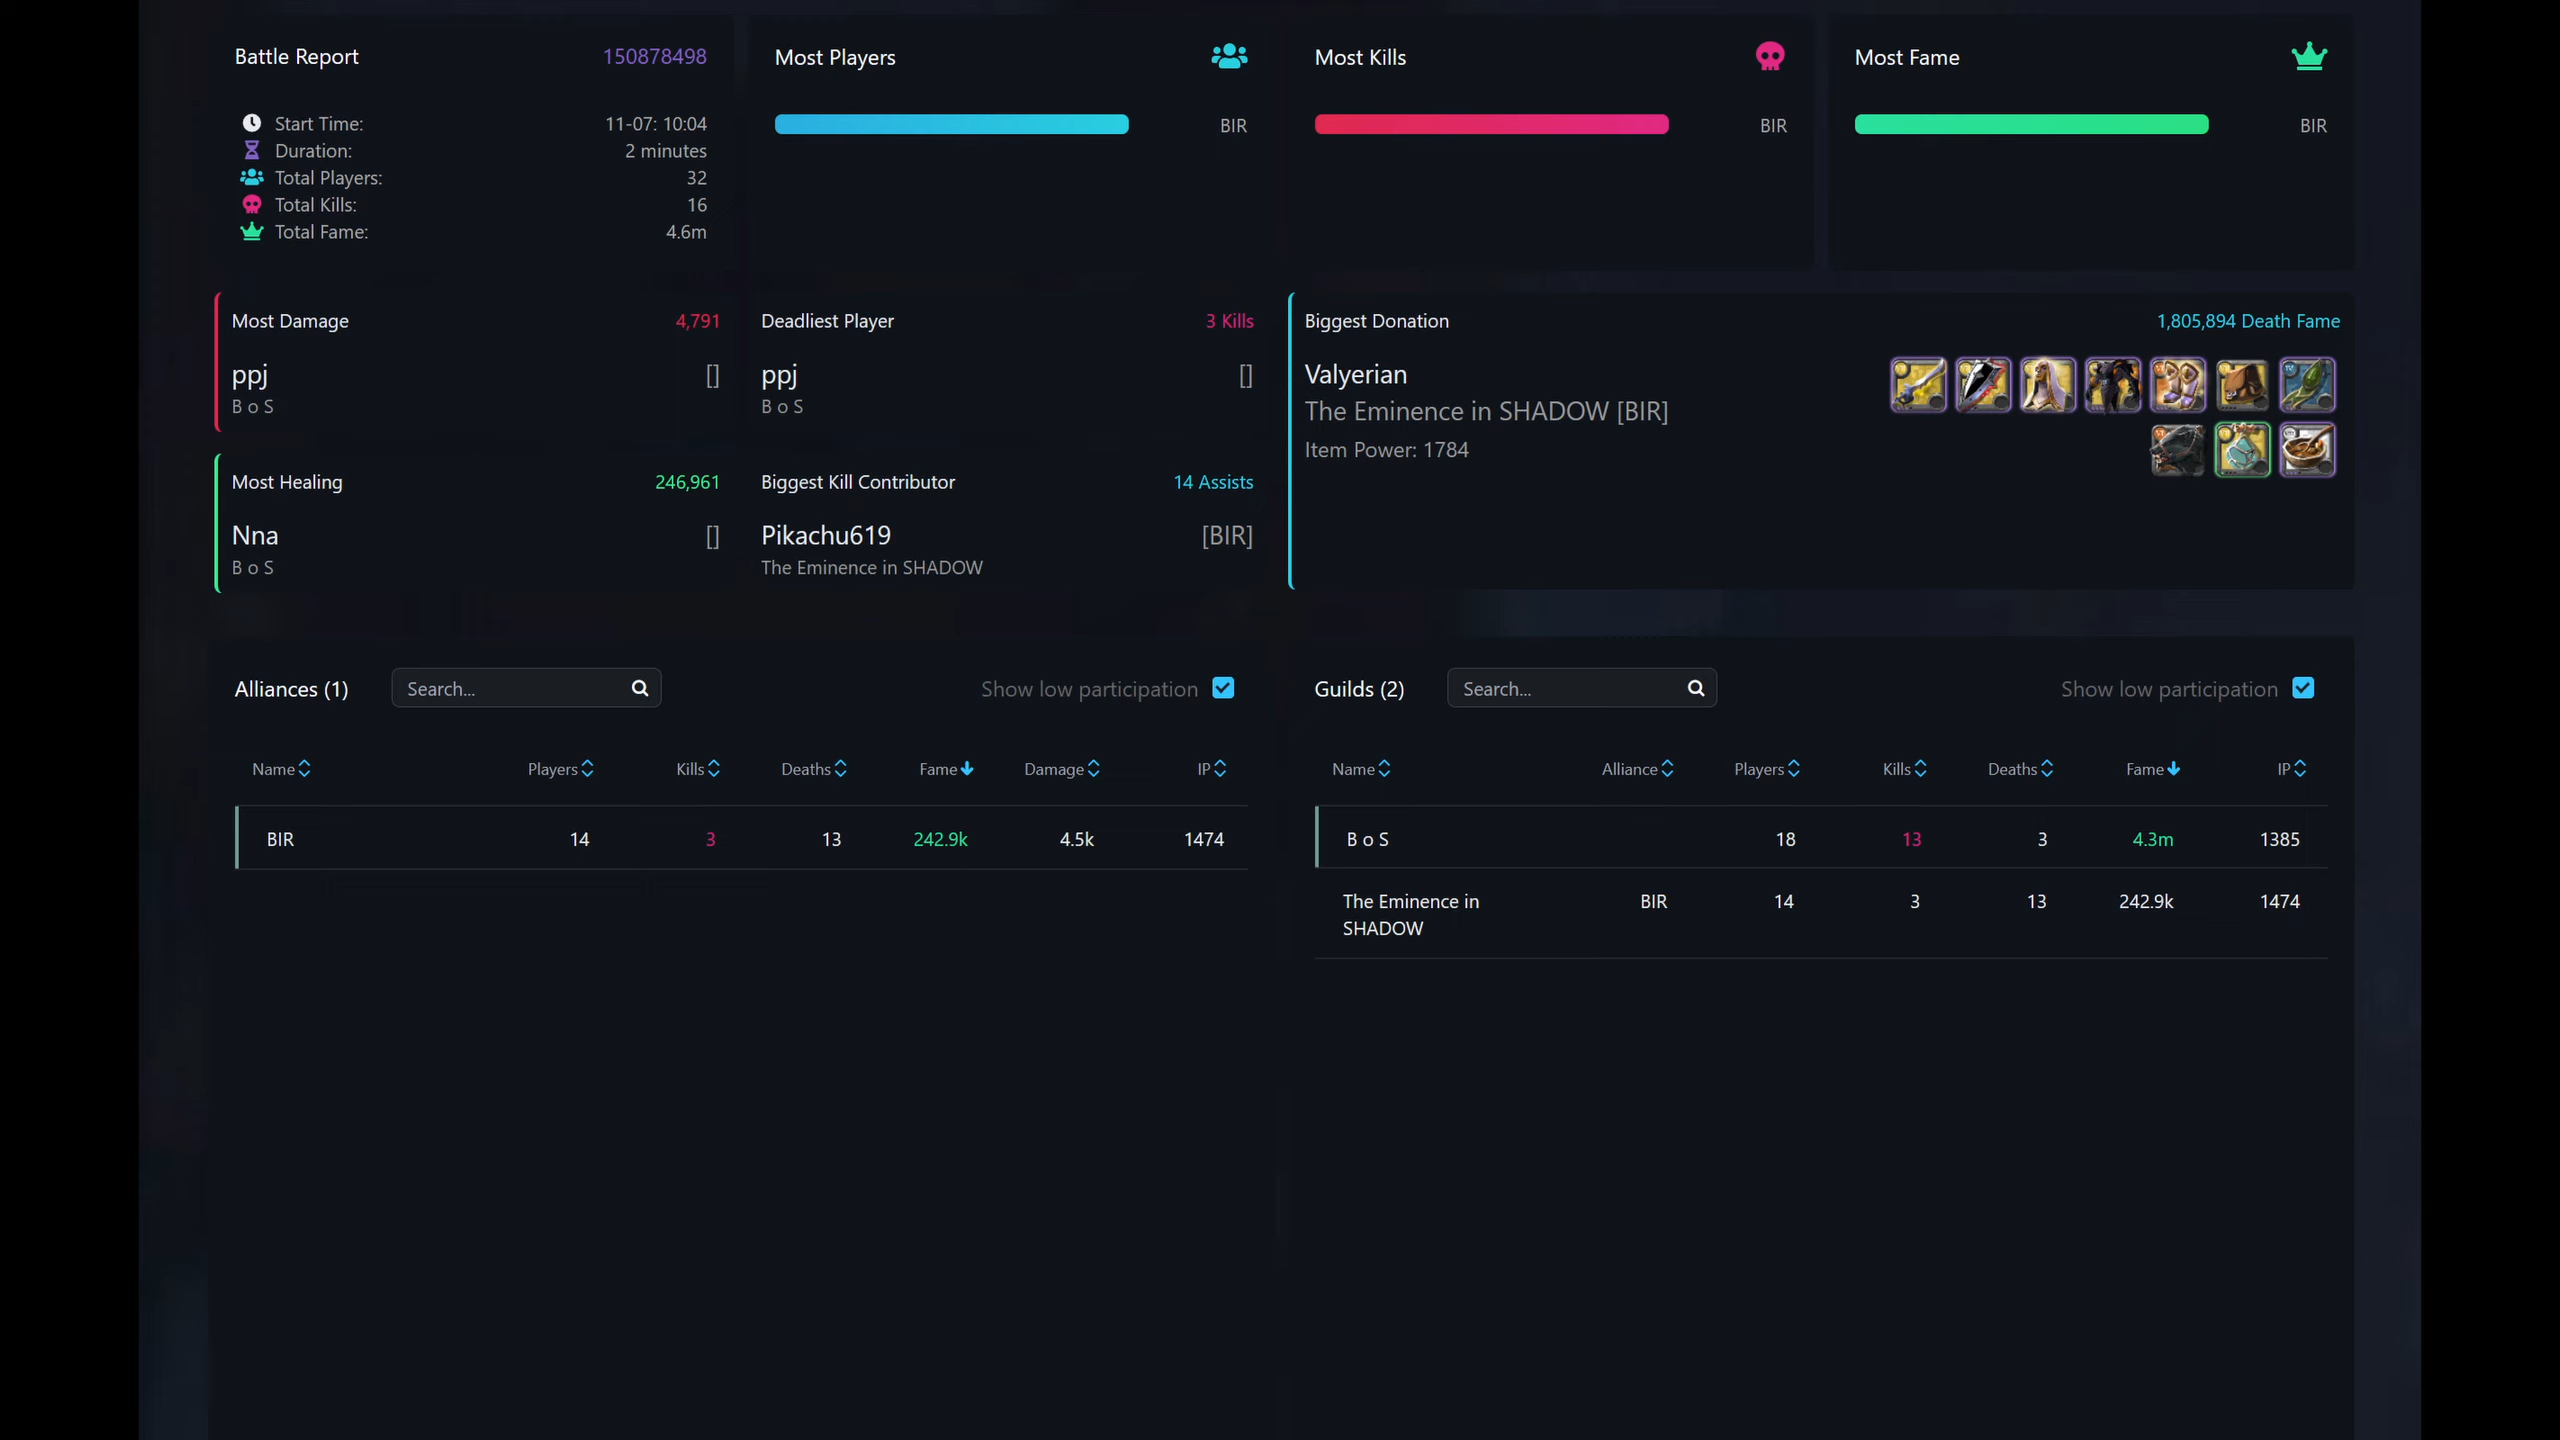 Battle Report 150878498
Start Time: 11-07: 10:04
Duration: 2 minutes
Total Players: 32
Total Kills: 16
Total Fame: 4.6m
Most Players
BIR
Most Kills
BIR
Most Fame
BIR
Most Damage 4,791
ppj []
B o S
Deadliest Player 3 Kills
ppj []
B o S
Most Healing 246,961
Nna []
B o S
Biggest Kill Contributor 14 Assists
Pikachu619 [BIR]
The Eminence in SHADOW
Biggest Donation 1,805,894 Death Fame
Valyerian
The Eminence in SHADOW [BIR]
Item Power: 1784
Alliances (1) Search... Show low participation
Name Players Kills Deaths Fame Damage IP
BIR 14 3 13 242.9k 4.5k 1474
Guilds (2) Search... Show low participation
Name Alliance Players Kills Deaths Fame IP
B o S 18 13 3 4.3m 1385
The Eminence in BIR 14 3 13 242.9k 1474
SHADOW